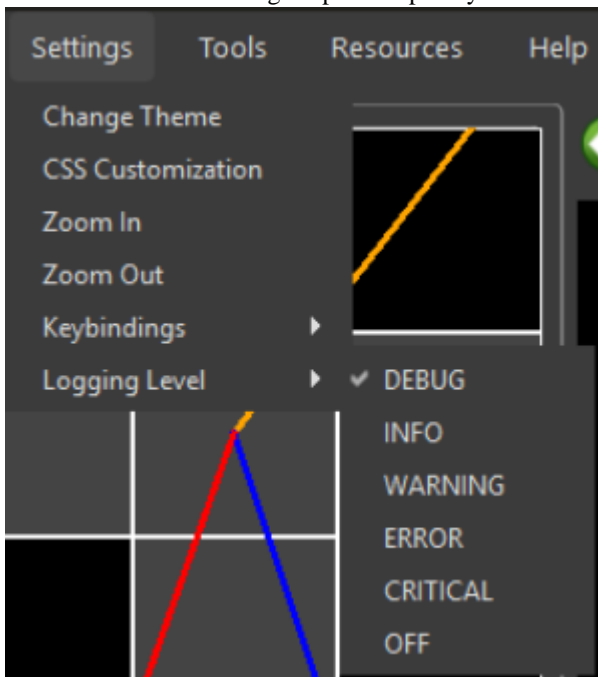 Settings Tools Resources Help
Change Theme
CSS Customization
Zoom In
Zoom Out
Keybindings
Logging Level
DEBUG
INFO
WARNING
ERROR
CRITICAL
OFF